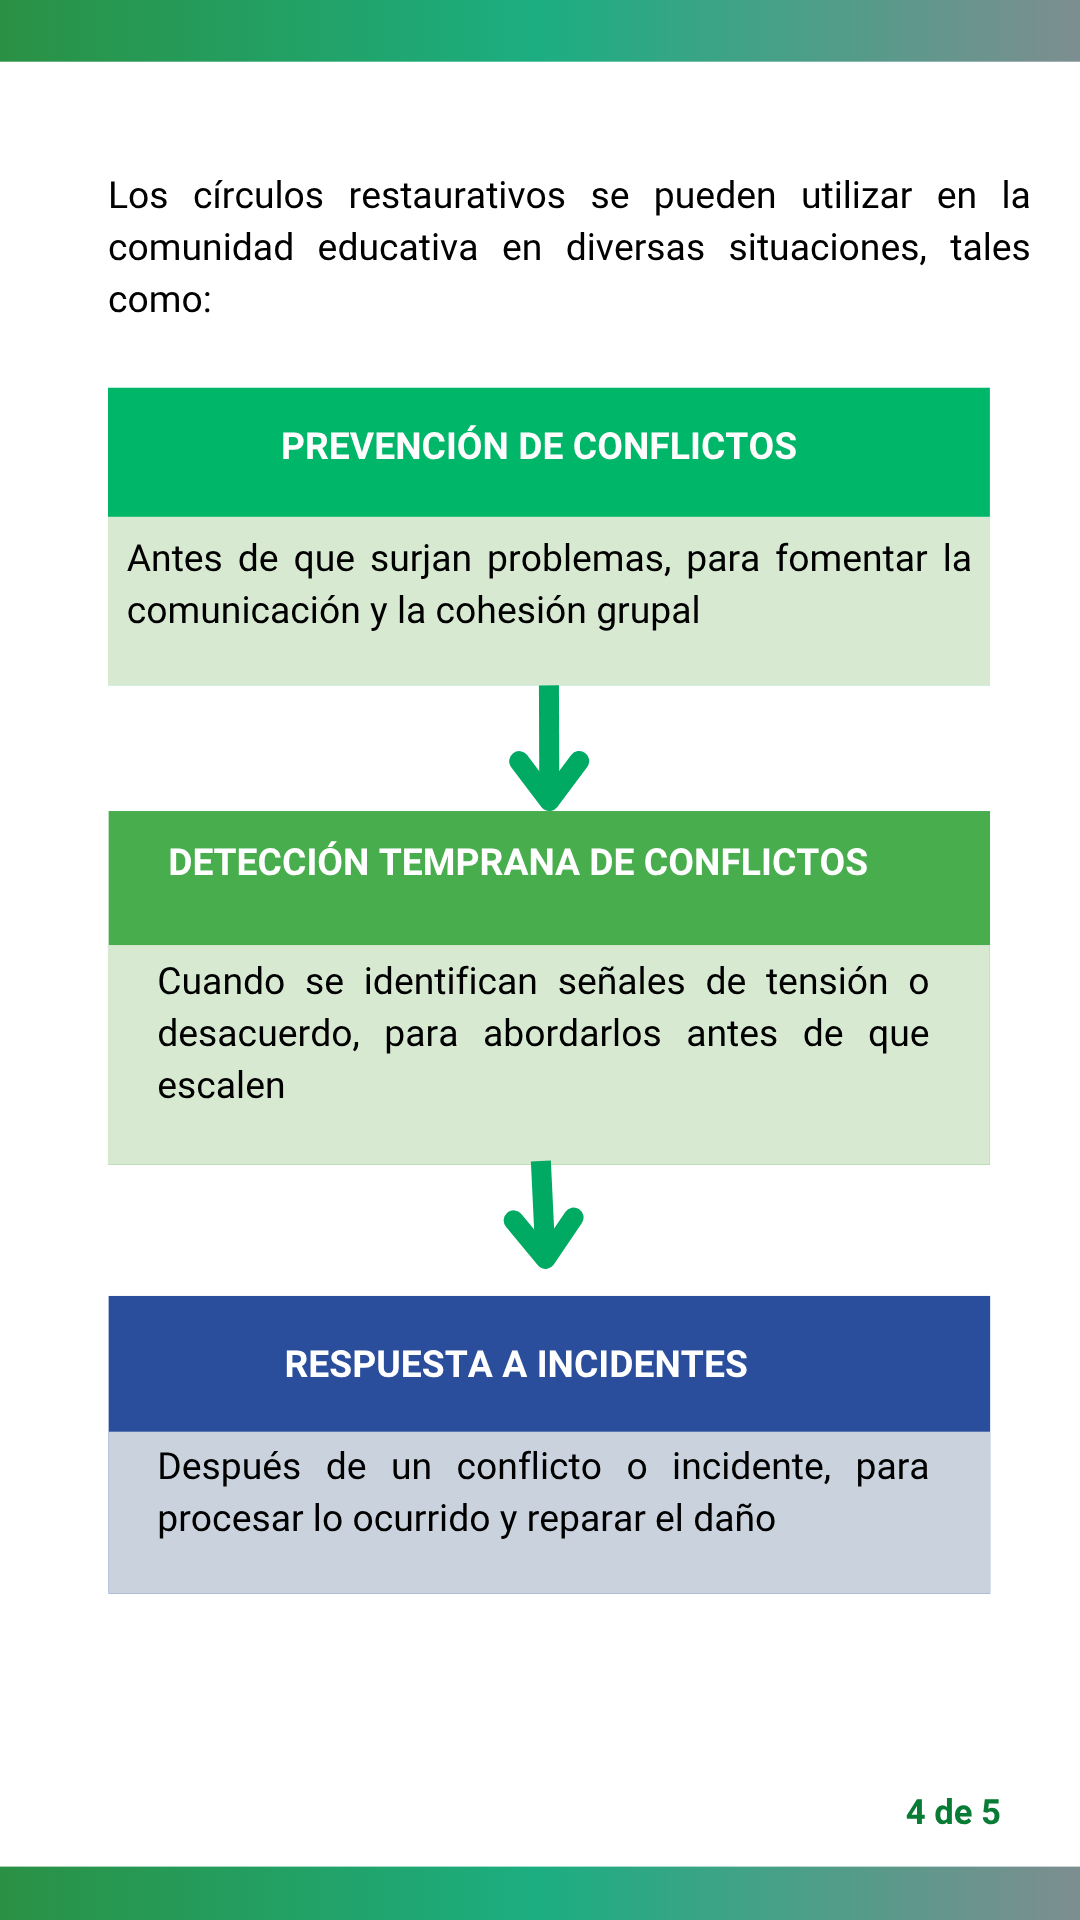 Los círculos restaurativos se pueden utilizar en la
comunidad educativa en diversas situaciones, tales
como:
PREVENCIÓN DE CONFLICTOS
Antes de que surjan problemas, para fomentar la
comunicación y la cohesión grupal
DETECCIÓN TEMPRANA DE CONFLICTOS
Cuando se identifican señales de tensión o
desacuerdo, para abordarlos antes de que
escalen
RESPUESTA A INCIDENTES
Después de un conflicto o incidente, para
procesar lo ocurrido y reparar el daño
4 de 5